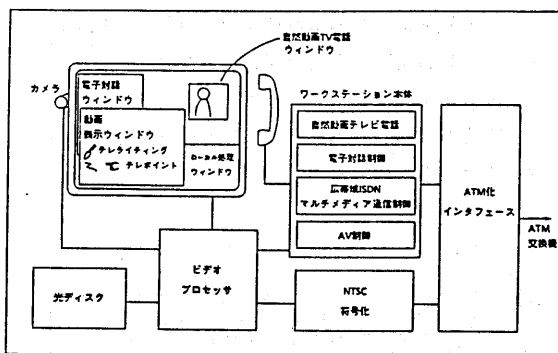 自然動画TV電話
ウィンドウ
カメラ
電子対話
ウィンドウ
動画
指示ウィンドウ
テレライティング
テレポイント
ローカル処理
ウィンドウ
ワークステーション本体
自然動画テレビ電話
電子対話制御
広帯域ISDN
マルチメディア通信制御
AV制御
ATM化
インタフェース
ATM
交換機
ビデオ
プロセッサ
光ディスク
NTSC
符号化